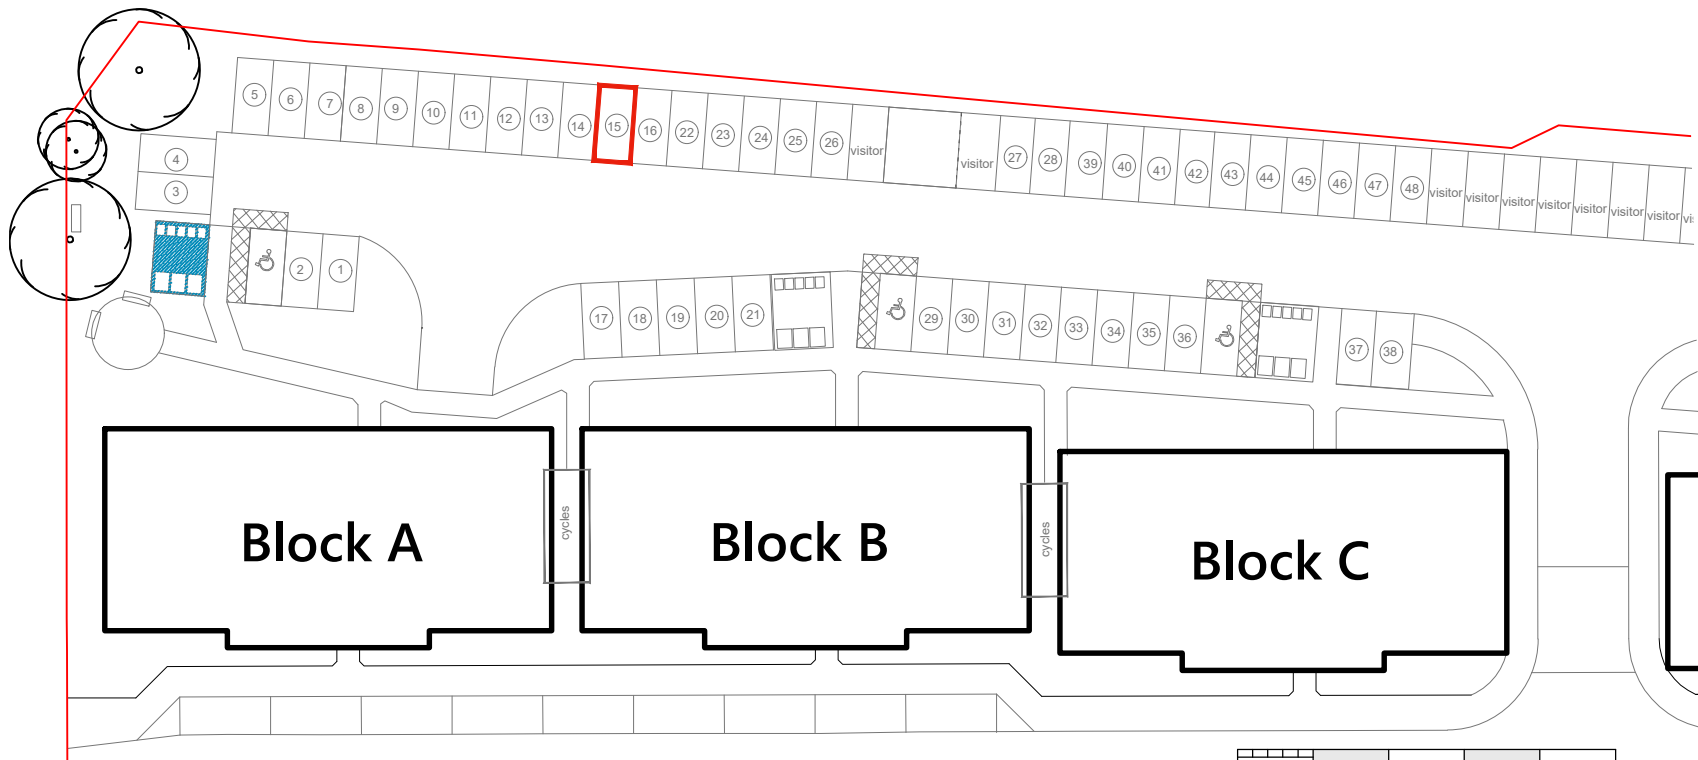 5 6 7 8 9 10 11 12 13 14 15 16 22 23 24 25 26 visitor visitor 27 28 39 40 41 42 43 44 45 46 47 48 visitor visitor visitor visitor visitor visitor visitor
4
3
2 1
17 18 19 20 21
29 30 31 32 33 34 35 36
37 38
cycles
cycles
Block A
Block B
Block C